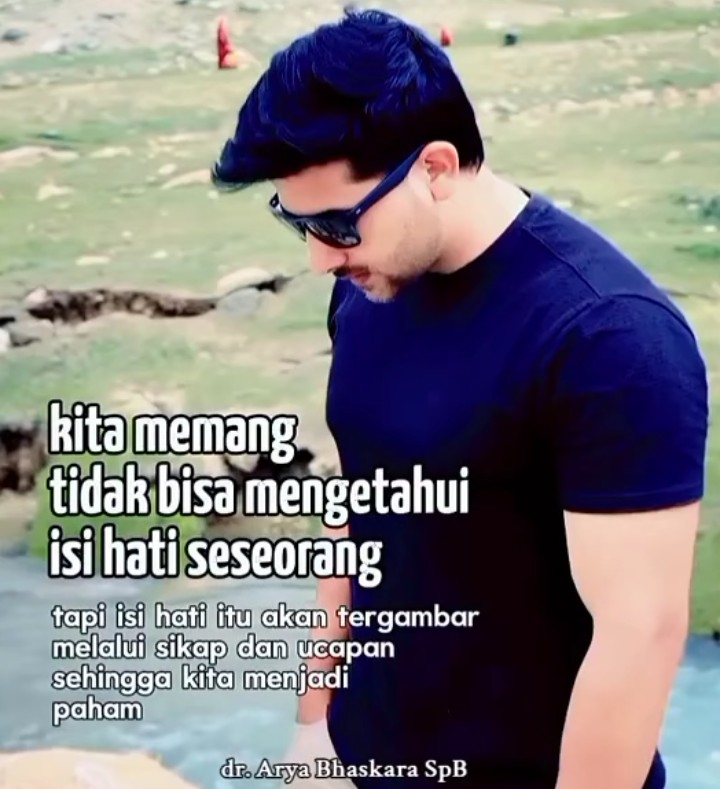 kita memang
tidak bisa mengetahui
isi hati seseorang
tapi isi hati itu akan tergambar
melalui sikap dan ucapan
sehingga kita menjadi
paham
dr. Arya Bhaskara SpB